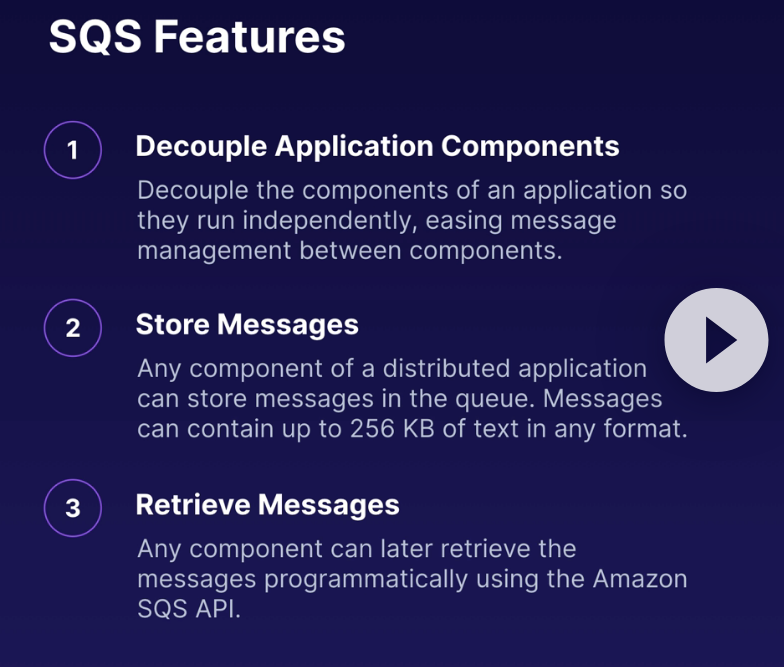 SQS Features
1
Decouple Application Components
Decouple the components of an application so
they run independently, easing message
management between components.
2
Store Messages
Any component of a distributed application
can store messages in the queue. Messages
can contain up to 256 KB of text in any format.
3
Retrieve Messages
Any component can later retrieve the
messages programmatically using the Amazon
SQS API.